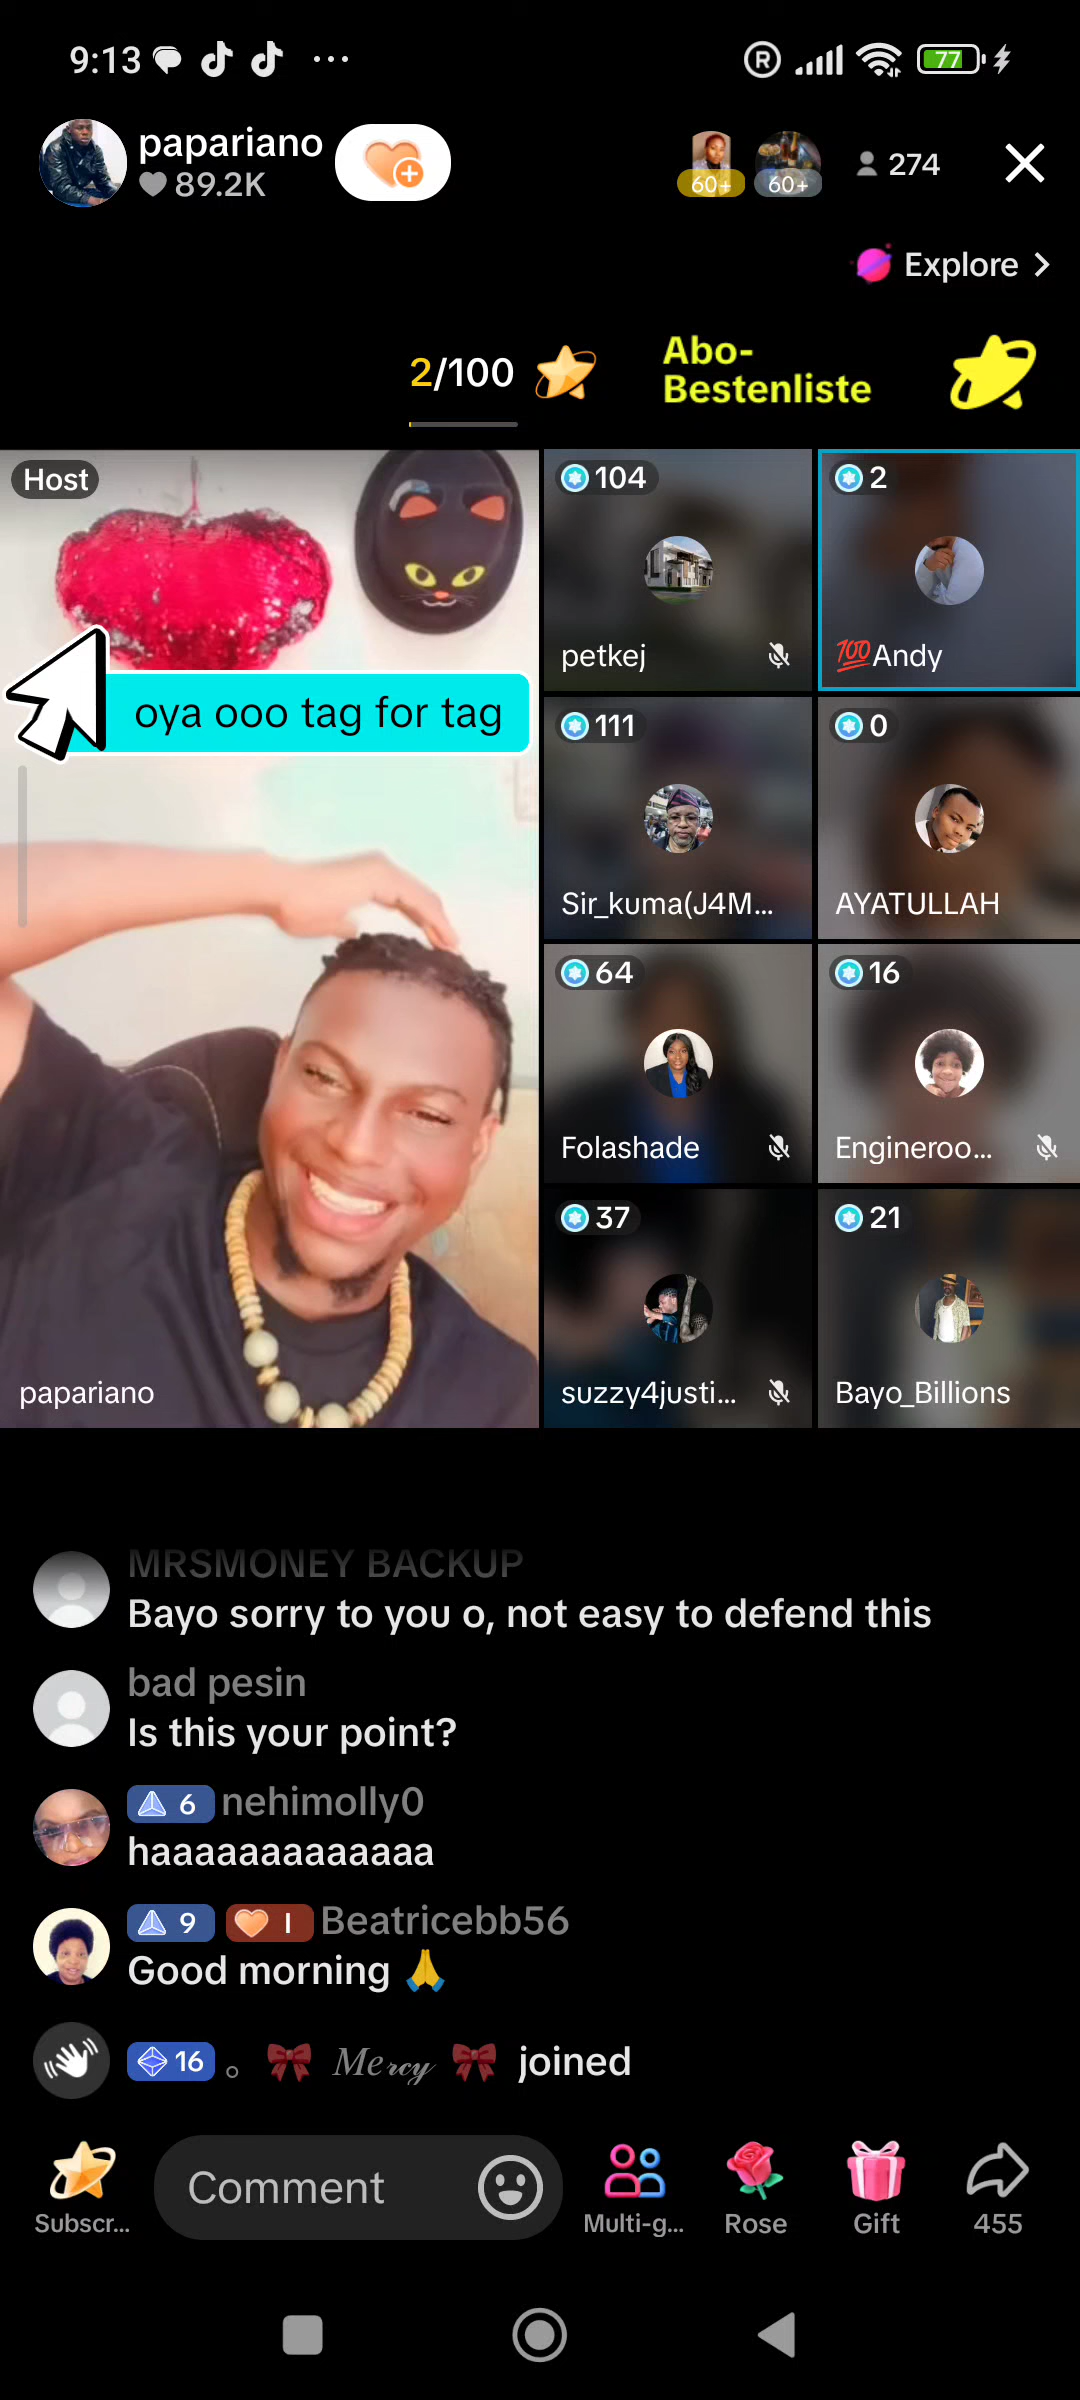 9:13
77
papariano
89.2K
60+
60+
274
Explore
2/100
Abo-
Bestenliste
Host
oya ooo tag for tag
papariano
104
petkej
2
💯Andy
111
Sir_kuma(J4M...
0
AYATULLAH
64
Folashade
16
Engineroo...
37
suzzy4justi...
21
Bayo_Billions
MRSMONEY BACKUP
Bayo sorry to you o, not easy to defend this
bad pesin
Is this your point?
6 nehimolly0
haaaaaaaaaaaaa
9 I Beatricebb56
Good morning 🙏
16 。🎀 𝑀𝑒𝓇𝒸𝓎 🎀 joined
Subscr...
Comment
Multi-g...
Rose
Gift
455